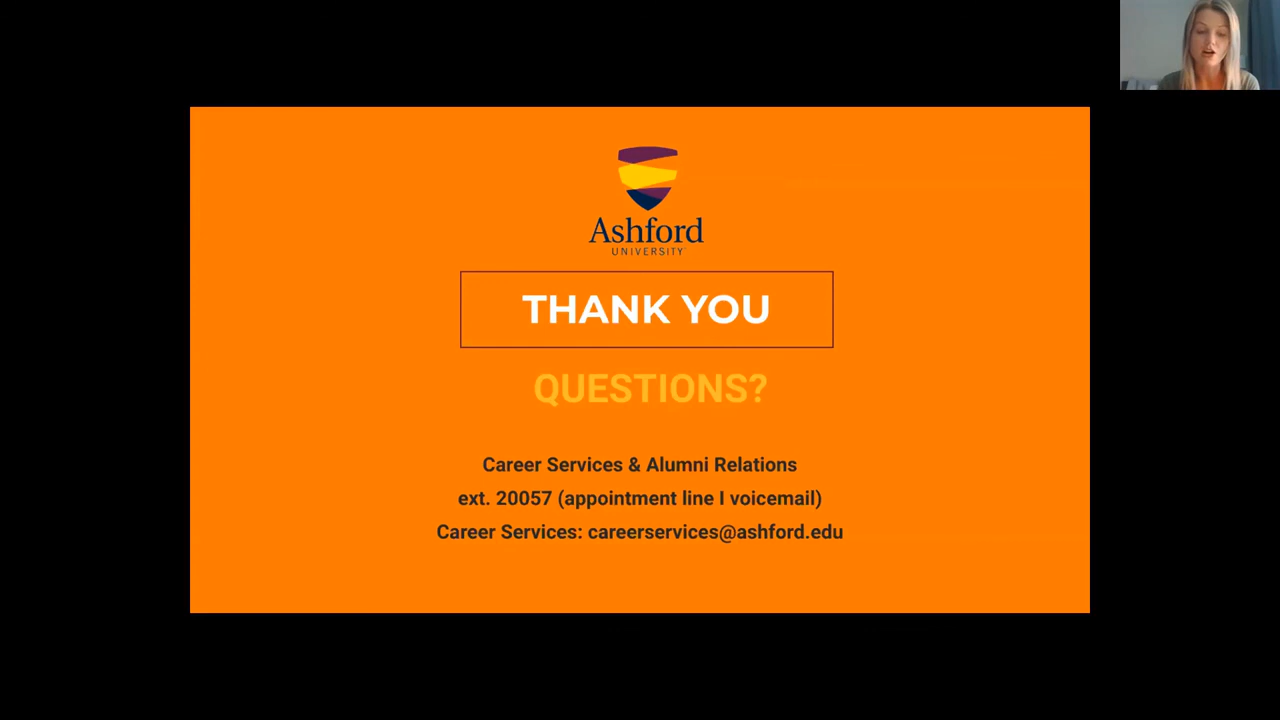 Ashford
UNIVERSITY
THANK YOU
QUESTIONS?
Career Services & Alumni Relations
ext. 20057 (appointment line I voicemail)
Career Services: careerservices@ashford.edu